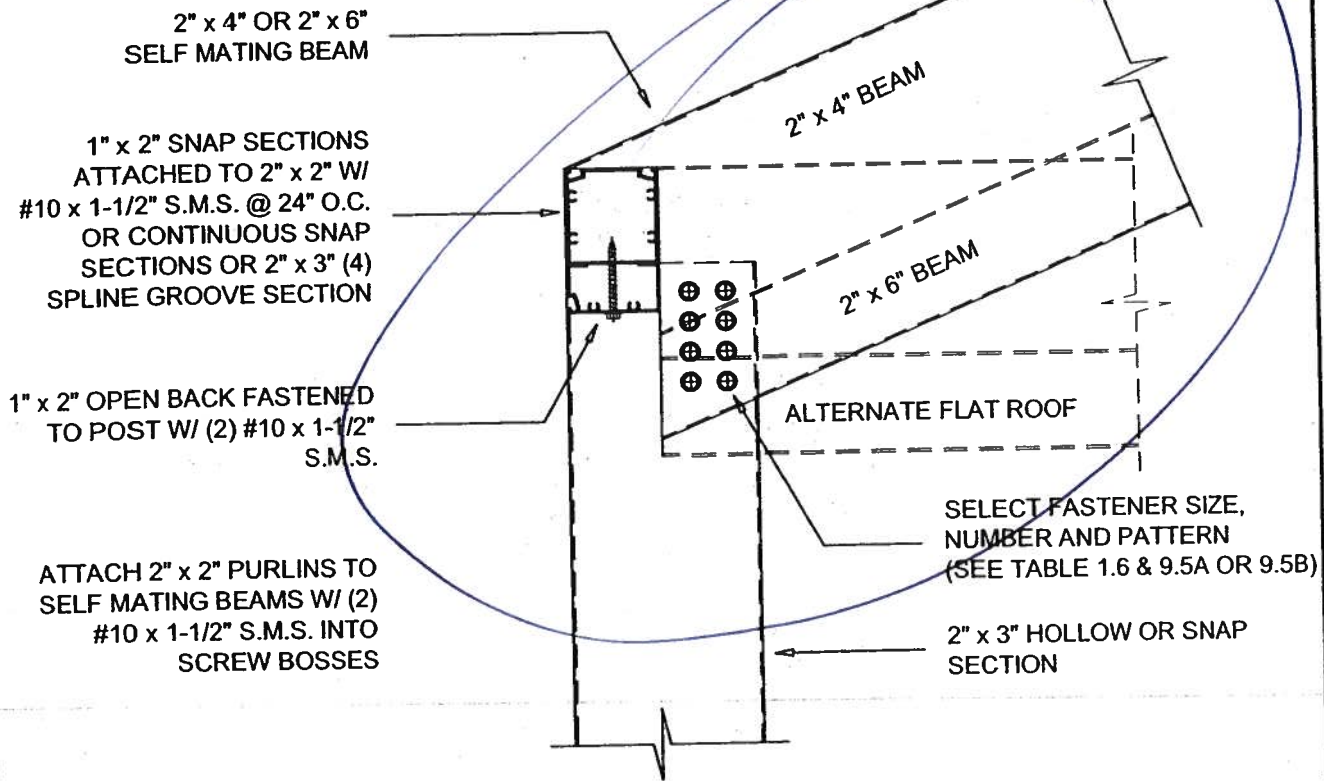 2" x 4" OR 2" x 6"
SELF MATING BEAM
1" x 2" SNAP SECTIONS
ATTACHED TO 2" x 2" W/
#10 x 1-1/2" S.M.S. @ 24" O.C.
OR CONTINUOUS SNAP
SECTIONS OR 2" x 3" (4)
SPLINE GROOVE SECTION
1" x 2" OPEN BACK FASTENED
TO POST W/ (2) #10 x 1-1/2"
S.M.S.
ATTACH 2" x 2" PURLINS TO
SELF MATING BEAMS W/ (2)
#10 x 1-1/2" S.M.S. INTO
SCREW BOSSES
2" x 4" BEAM
2" x 6" BEAM
ALTERNATE FLAT ROOF
SELECT FASTENER SIZE,
NUMBER AND PATTERN
(SEE TABLE 1.6 & 9.5A OR 9.5B)
2" x 3" HOLLOW OR SNAP
SECTION